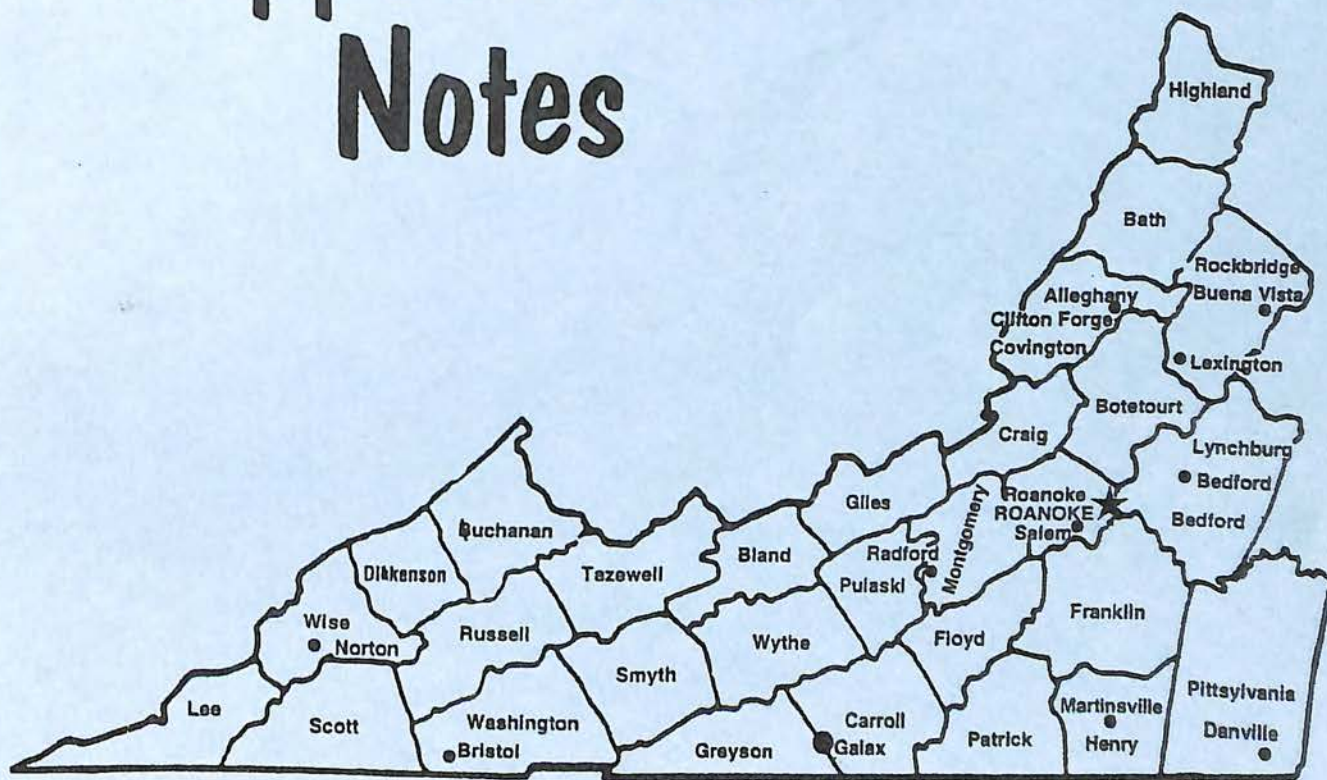 Notes
Highland
Bath
Rockbridge
Alleghany
Buena Vista
Clifton Forge
Covington
Lexington
Botetourt
Craig
Lynchburg
Bedford
Giles
Roanoke
ROANOKE
Bedford
Salem
Montgomery
Buchanan
Bland
Radford
Dickenson
Tazewell
Pulaski
Franklin
Wise
Norton
Russell
Wythe
Floyd
Smyth
Pittsylvania
Lee
Scott
Washington
Carroll
Martinsville
Bristol
Greyson
Galax
Patrick
Henry
Danville